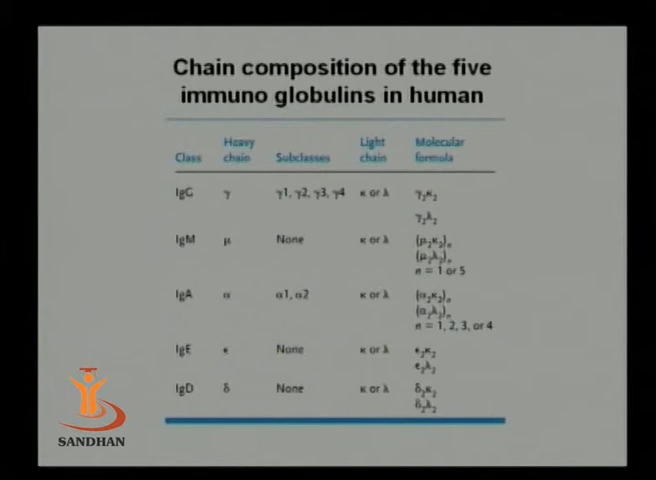 Chain composition of the five
immuno globulins in human
Heavy Light Molecular
Class chain Subclasses chain formula
IgG γ γ1, γ2, γ3, γ4 κ or λ γ₂κ₂
γ₂λ₂
IgM μ None κ or λ (μ₂κ₂)ₙ
(μ₂λ₂)ₙ
n = 1 or 5
IgA α α1, α2 κ or λ (α₂κ₂)ₙ
(α₂λ₂)ₙ
n = 1, 2, 3, or 4
IgE ϵ None κ or λ ϵ₂κ₂
ϵ₂λ₂
IgD δ None κ or λ δ₂κ₂
δ₂λ₂
SANDHAN